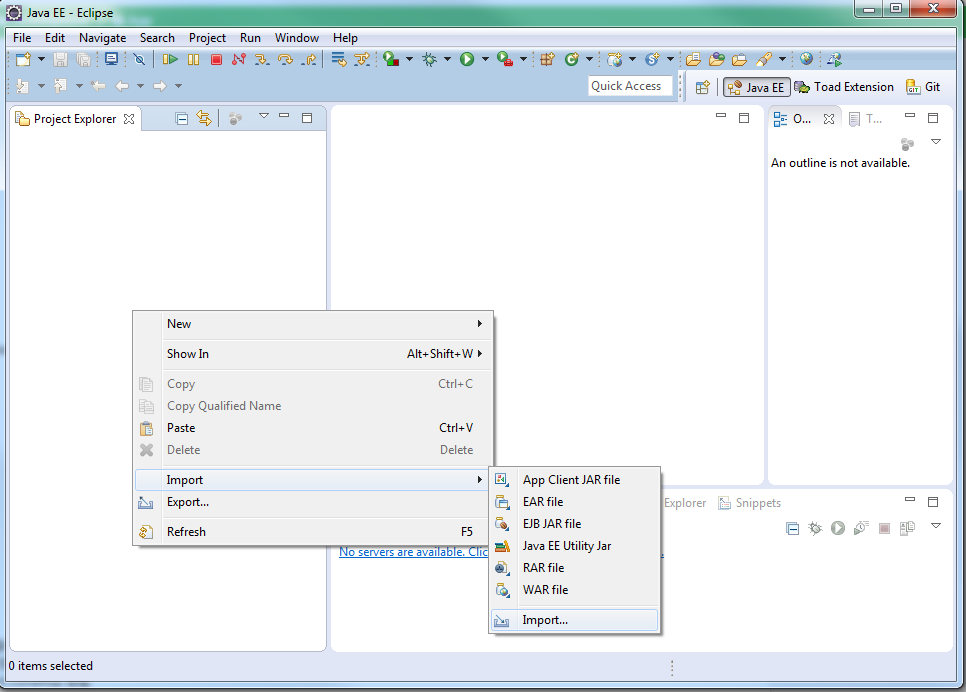 Java EE - Eclipse
File Edit Navigate Search Project Run Window Help
Quick Access Java EE Toad Extension Git
Project Explorer
O... T...
An outline is not available.
New
Show In Alt+Shift+W
Copy Ctrl+C
Copy Qualified Name
Paste Ctrl+V
Delete Delete
Import
Export...
Refresh F5
App Client JAR file
EAR file
EJB JAR file
Java EE Utility Jar
RAR file
WAR file
Import...
Explorer Snippets
No servers are available. Clic
0 items selected